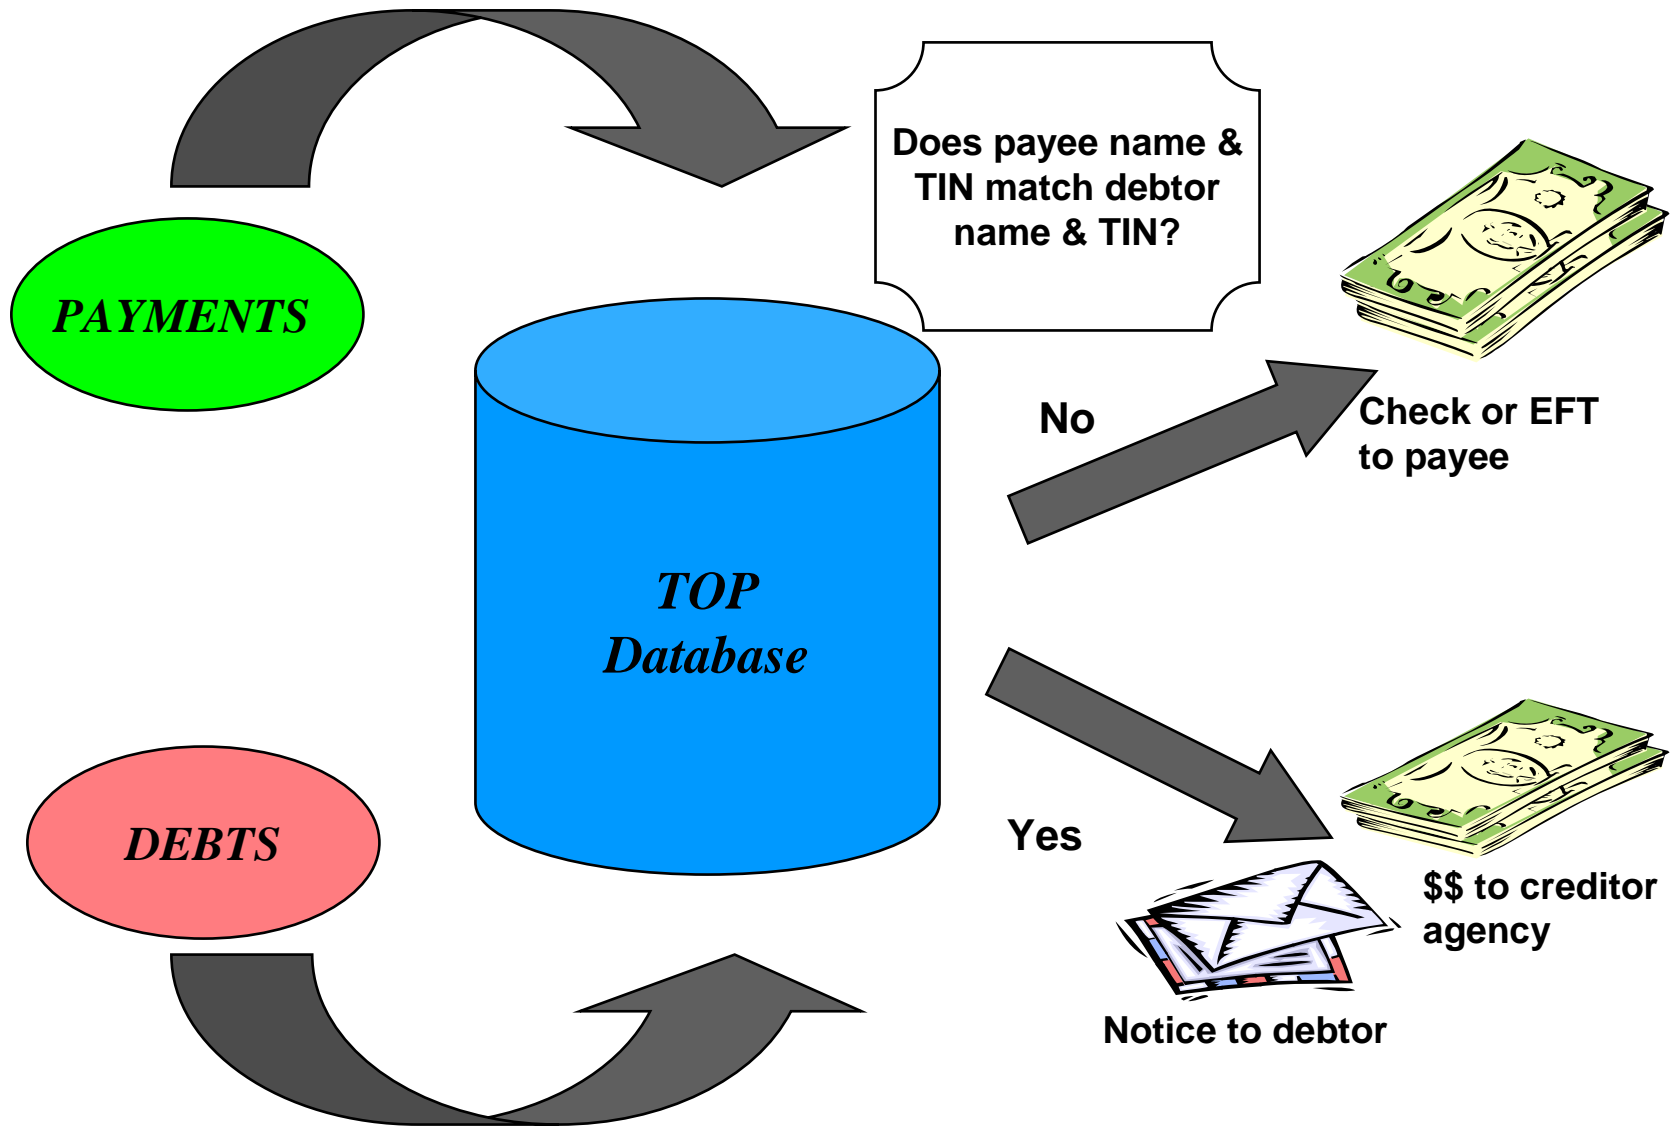 Does payee name &
TIN match debtor
name & TIN?
PAYMENTS
No
Check or EFT
to payee
TOP
Database
DEBTS
Yes
$$ to creditor
agency
Notice to debtor